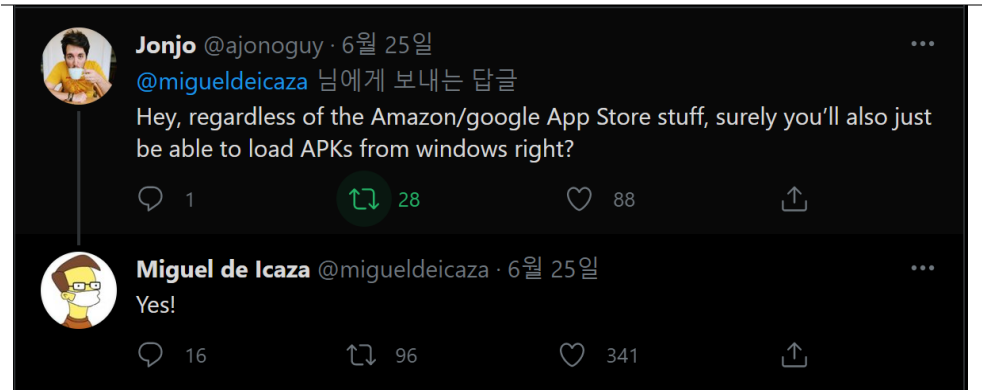 Jonjo @ajonoguy · 6월 25일
@migueldeicaza 님에게 보내는 답글
Hey, regardless of the Amazon/google App Store stuff, surely you’ll also just
be able to load APKs from windows right?
1 28 88
Miguel de Icaza @migueldeicaza · 6월 25일
Yes!
16 96 341